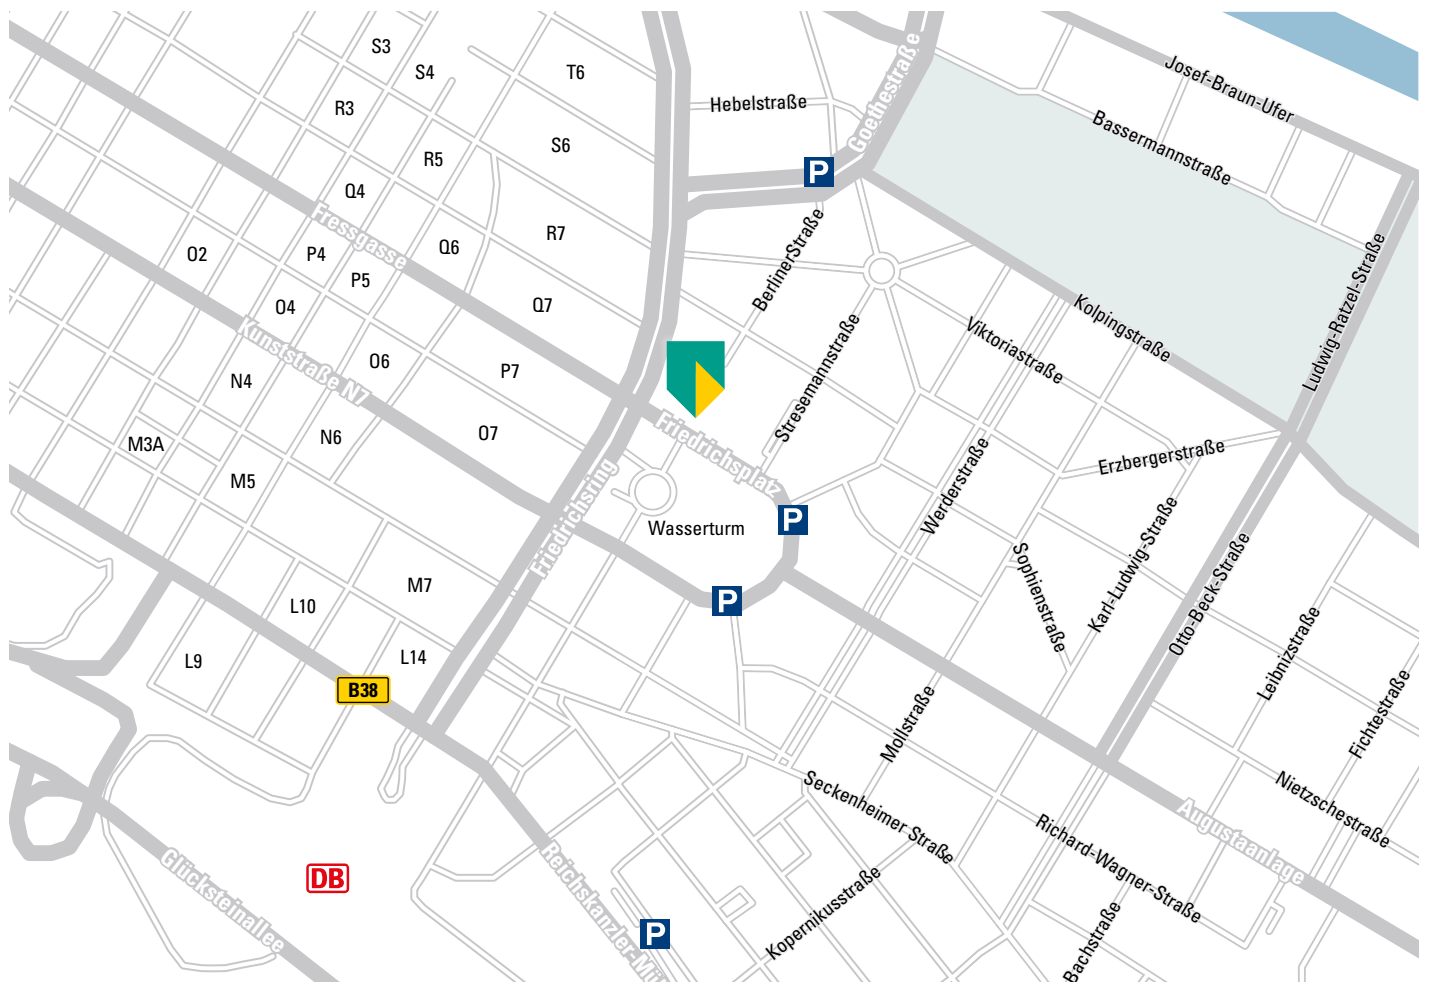 S3
S4
T6
Hebelstraße
Goethestraße
Josef-Braun-Ufer
Bassermannstraße
R3
R5
S6
P
Q4
Fressgasse
O2
P4
Q6
R7
BerlinerStraße
Ludwig-Ratzel-Straße
P5
O4
Q7
Kolpingstraße
Viktoriastraße
Stresemannstraße
Kunststraße N7
O6
N4
P7
Friedrichsplatz
M3A
N6
O7
Erzbergerstraße
M5
Werderstraße
Friedrichsring
Wasserturm
P
Karl-Ludwig-Straße
Sophienstraße
Otto-Beck-Straße
M7
L10
P
Leibnizstraße
L9
L14
B38
Mollstraße
Fichtestraße
Seckenheimer Straße
Nietzschestraße
Richard-Wagner-Straße
Augustaanlage
Glücksteinallee
DB
Reichskanzler-Mü
Kopernikusstraße
P
Bachstraße